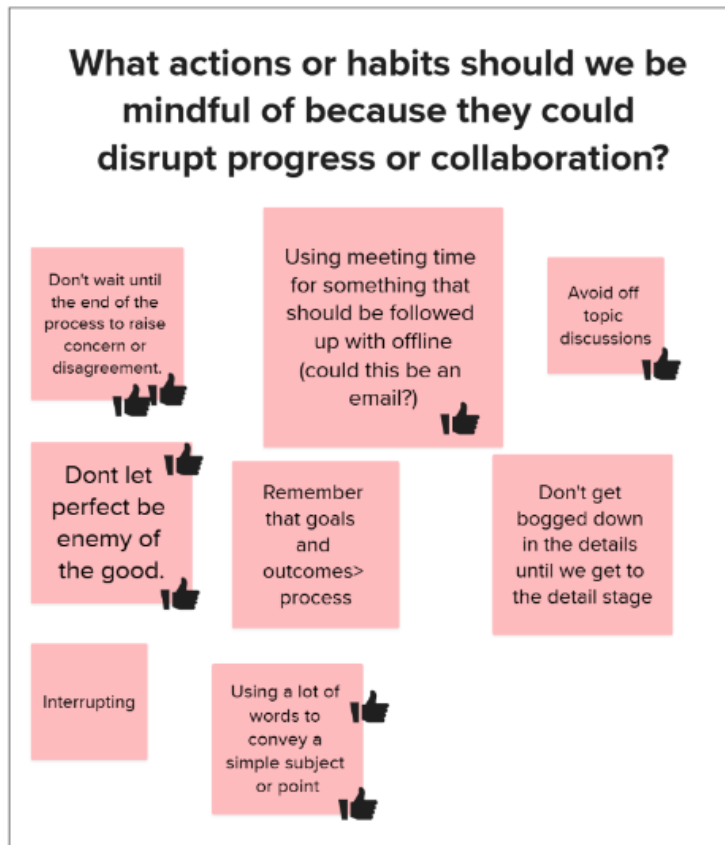 What actions or habits should we be
mindful of because they could
disrupt progress or collaboration?
Don't wait until
the end of the
process to raise
concern or
disagreement.
Using meeting time
for something that
should be followed
up with offline
(could this be an
email?)
Avoid off
topic
discussions
Dont let
perfect be
enemy of
the good.
Remember
that goals
and
outcomes>
process
Don't get
bogged down
in the details
until we get to
the detail stage
Interrupting
Using a lot of
words to
convey a
simple subject
or point